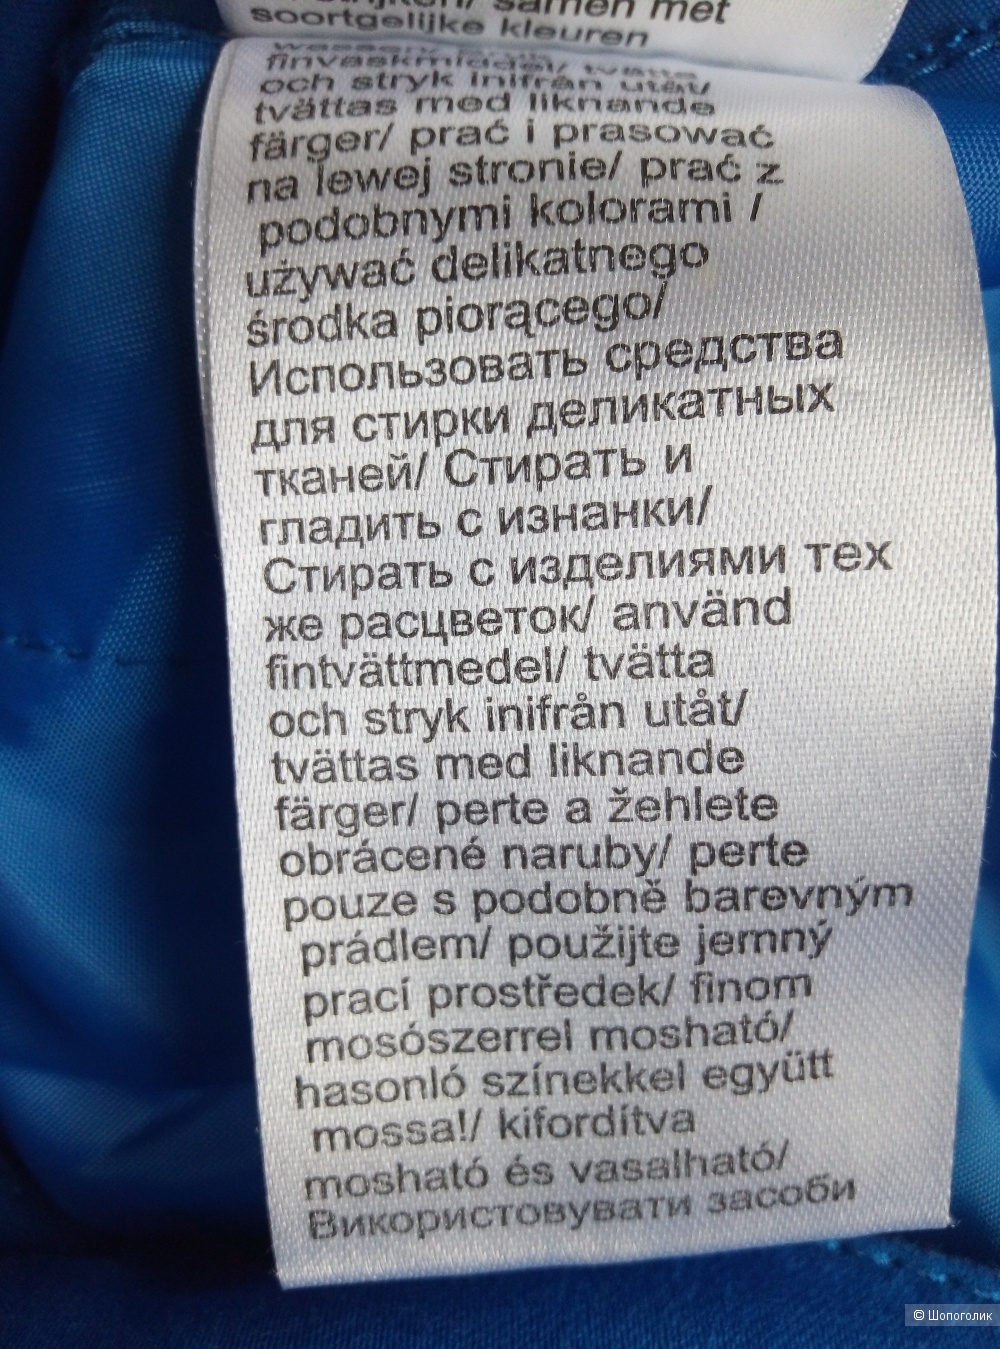 samen met
soortgelijke kleuren
och stryk inifrån utåt/
tvättas med liknande
färger/ prać i prasować
na lewej stronie/ prać z
podobnymi kolorami /
używać delikatnego
środka piorącego/
Использовать средства
для стирки деликатных
тканей/ Стирать и
гладить с изнанки/
Стирать с изделиями тех
же расцветок/ använd
fintvättmedel/ tvätta
och stryk inifrån utåt/
tvättas med liknande
färger/ perte a žehlete
obrácené naruby/ perte
pouze s podobně barevným
prádlem/ použijte jemný
prací prostředek/ finom
mosószerrel mosható/
hasonló színekkel együtt
mossa!/ kifordítva
mosható és vasalható/
Використовувати засоби
© Шопоголик